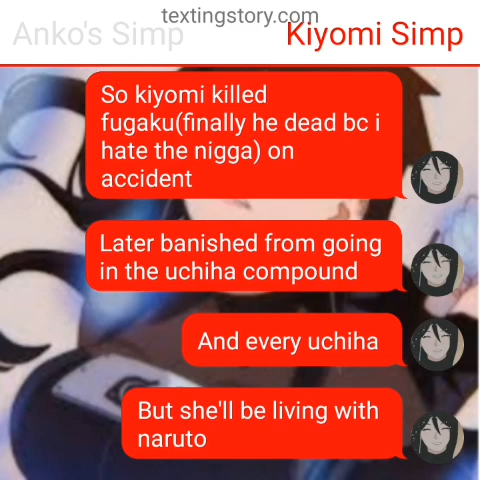 textingstory.com
Anko's Simp
Kiyomi Simp
So kiyomi killed
fugaku(finally he dead bc i
hate the nigga) on
accident
Later banished from going
in the uchiha compound
And every uchiha
But she'll be living with
naruto